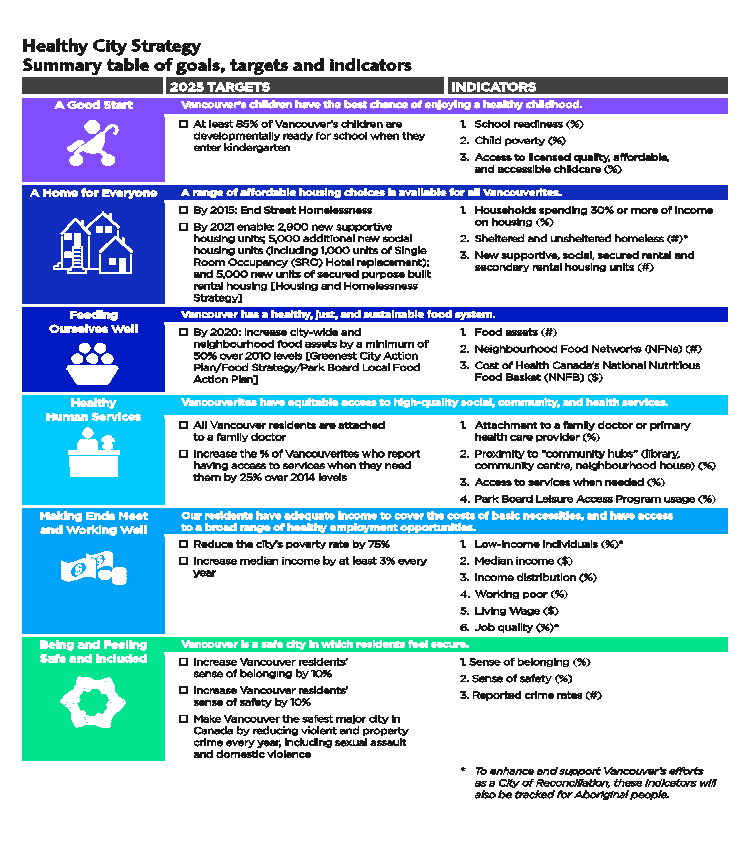 Healthy City Strategy
Summary table of goals, targets and indicators
2025 TARGETS
INDICATORS
A Good Start
Vancouver's children have the best chance of enjoying a healthy childhood.
At least 85% of Vancouver's children are
developmentally ready for school when they
enter kindergarten
1. School readiness (%)
2. Child poverty (%)
3. Access to licensed quality, affordable,
and accessible childcare (%)
A Home for Everyone
A range of affordable housing choices is available for all Vancouverites.
By 2015: End Street Homelessness
By 2021 enable: 2,900 new supportive
housing units; 5,000 additional new social
housing units (including 1,000 units of Single
Room Occupancy (SRO) Hotel replacement);
and 5,000 new units of secured purpose built
rental housing [Housing and Homelessness
Strategy]
1. Households spending 30% or more of income
on housing (%)
2. Sheltered and unsheltered homeless (#)*
3. New supportive, social, secured rental and
secondary rental housing units (#)
Feeding
Ourselves Well
Vancouver has a healthy, just, and sustainable food system.
By 2020: increase city-wide and
neighbourhood food assets by a minimum of
50% over 2010 levels [Greenest City Action
Plan/Food Strategy/Park Board Local Food
Action Plan]
1. Food assets (#)
2. Neighbourhood Food Networks (NFNs) (#)
3. Cost of Health Canada's National Nutritious
Food Basket (NNFB) ($)
Healthy
Human Services
Vancouverites have equitable access to high-quality social, community, and health services.
All Vancouver residents are attached
to a family doctor
Increase the % of Vancouverites who report
having access to services when they need
them by 25% over 2014 levels
1. Attachment to a family doctor or primary
health care provider (%)
2. Proximity to "community hubs" (library,
community centre, neighbourhood house) (%)
3. Access to services when needed (%)
4. Park Board Leisure Access Program usage (%)
Making Ends Meet
and Working Well
Our residents have adequate income to cover the costs of basic necessities, and have access
to a broad range of healthy employment opportunities.
Reduce the city's poverty rate by 75%
Increase median income by at least 3% every
year
1. Low-income individuals (%)*
2. Median income ($)
3. Income distribution (%)
4. Working poor (%)
5. Living Wage ($)
6. Job quality (%)*
Being and Feeling
Safe and Included
Vancouver is a safe city in which residents feel secure.
Increase Vancouver residents'
sense of belonging by 10%
Increase Vancouver residents'
sense of safety by 10%
Make Vancouver the safest major city in
Canada by reducing violent and property
crime every year, including sexual assault
and domestic violence
1. Sense of belonging (%)
2. Sense of safety (%)
3. Reported crime rates (#)
* To enhance and support Vancouver's efforts
as a City of Reconciliation, these indicators will
also be tracked for Aboriginal people.